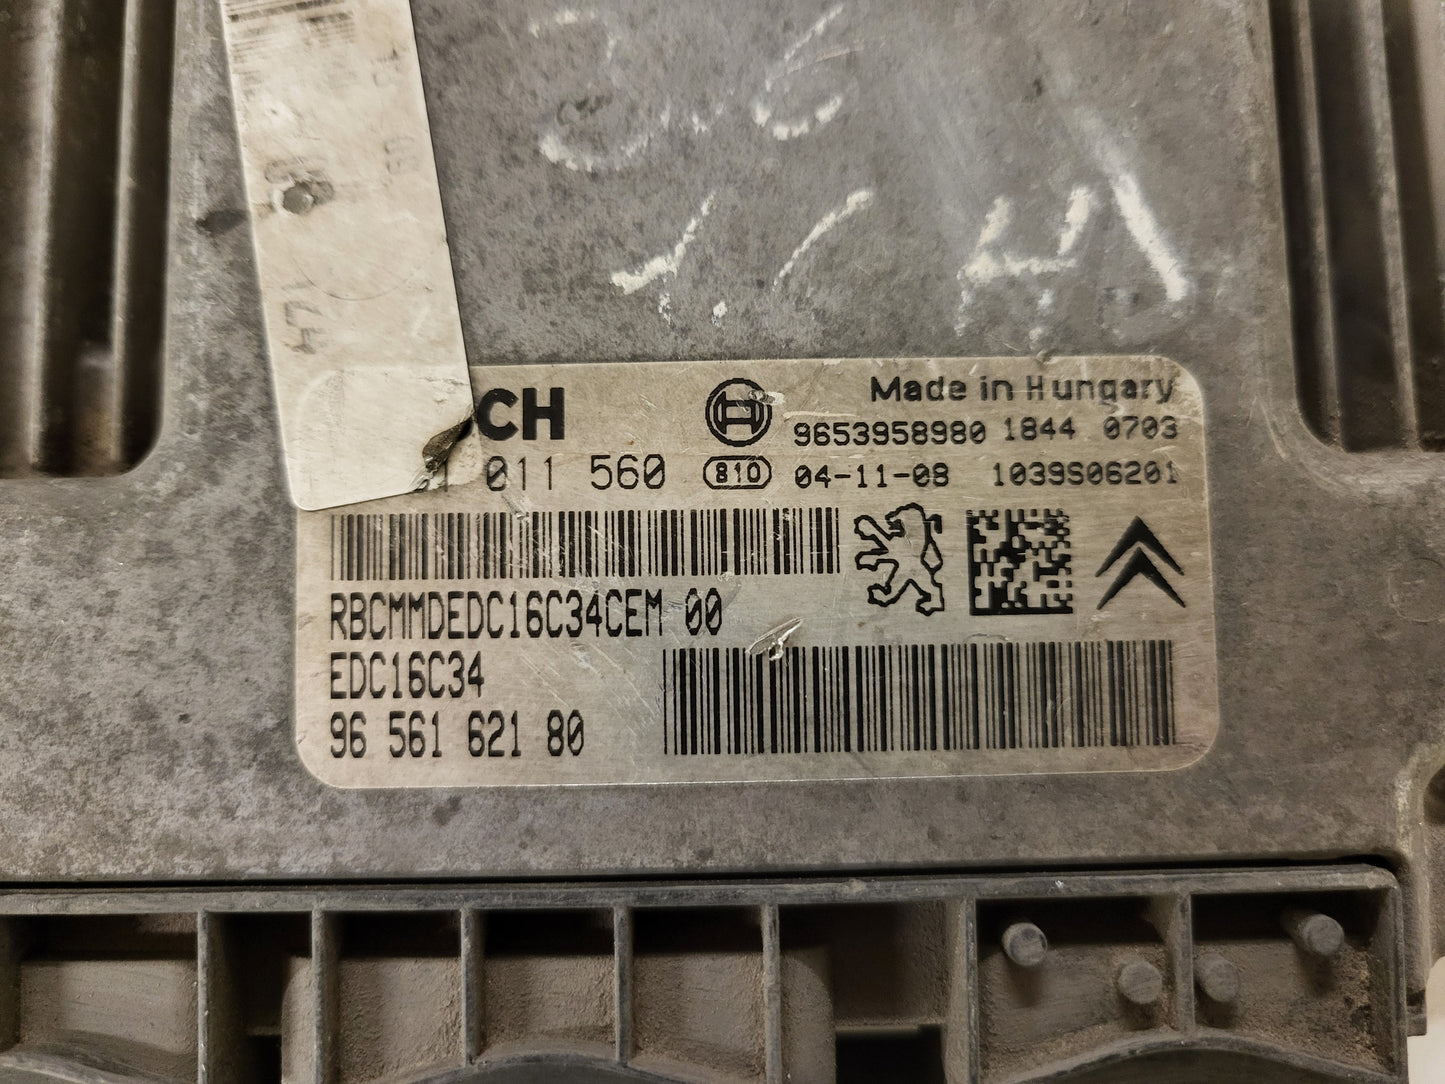 CH
Made in Hungary
9653958980 1844 0703
011 560 810 04-11-08 1039S06201
RBCMMDEDC16C34CEM 00
EDC16C34
96 561 621 80